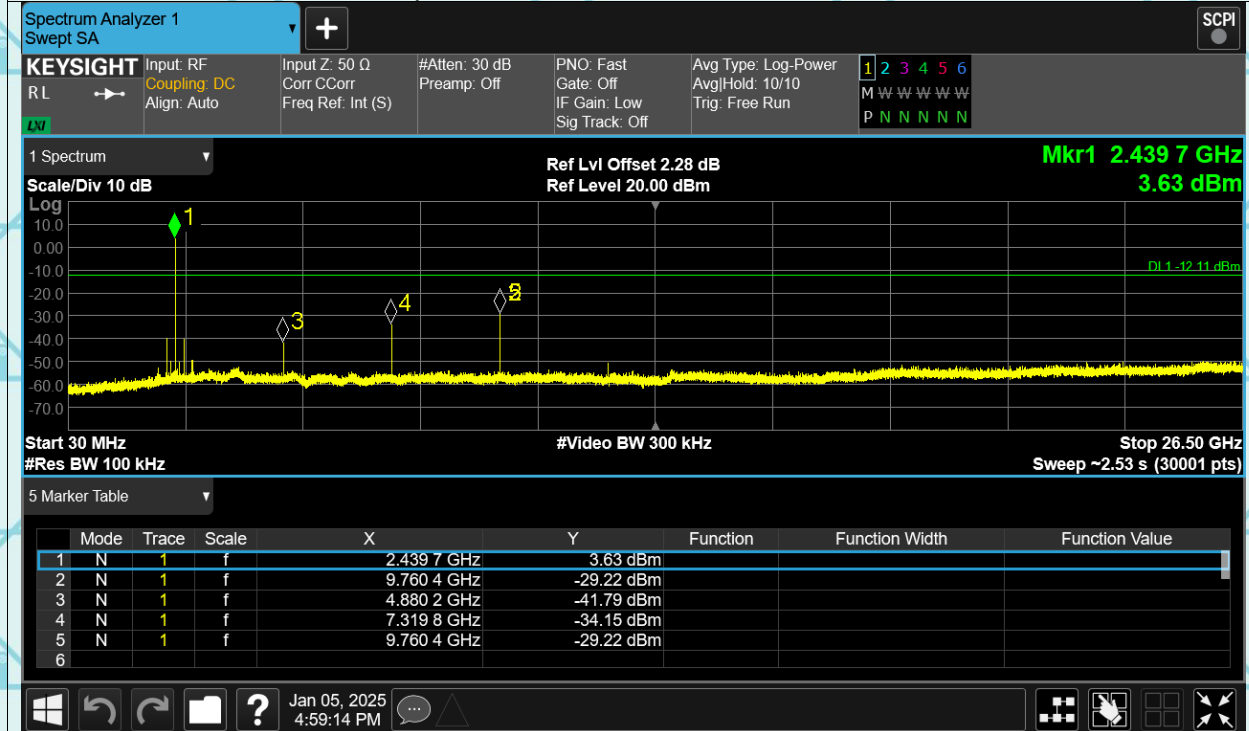 Spectrum Analyzer 1
Swept SA
+
SCPI
KEYSIGHT
R L
LXI
Input: RF
Coupling: DC
Align: Auto
Input Z: 50 Ω
Corr CCorr
Freq Ref: Int (S)
#Atten: 30 dB
Preamp: Off
PNO: Fast
Gate: Off
IF Gain: Low
Sig Track: Off
Avg Type: Log-Power
Avg|Hold: 10/10
Trig: Free Run
1 2 3 4 5 6
M W W W W W
P N N N N N
1 Spectrum
Scale/Div 10 dB
Ref Lvl Offset 2.28 dB
Ref Level 20.00 dBm
Mkr1 2.439 7 GHz
3.63 dBm
Log
10.0
0.00
-10.0
-20.0
-30.0
-40.0
-50.0
-60.0
-70.0
1
3
4
DL1 -12.11 dBm
Start 30 MHz
#Res BW 100 kHz
#Video BW 300 kHz
Stop 26.50 GHz
Sweep ~2.53 s (30001 pts)
5 Marker Table
Mode Trace Scale X Y Function Function Width Function Value
1 N 1 f 2.439 7 GHz 3.63 dBm
2 N 1 f 9.760 4 GHz -29.22 dBm
3 N 1 f 4.880 2 GHz -41.79 dBm
4 N 1 f 7.319 8 GHz -34.15 dBm
5 N 1 f 9.760 4 GHz -29.22 dBm
6
?
Jan 05, 2025
4:59:14 PM